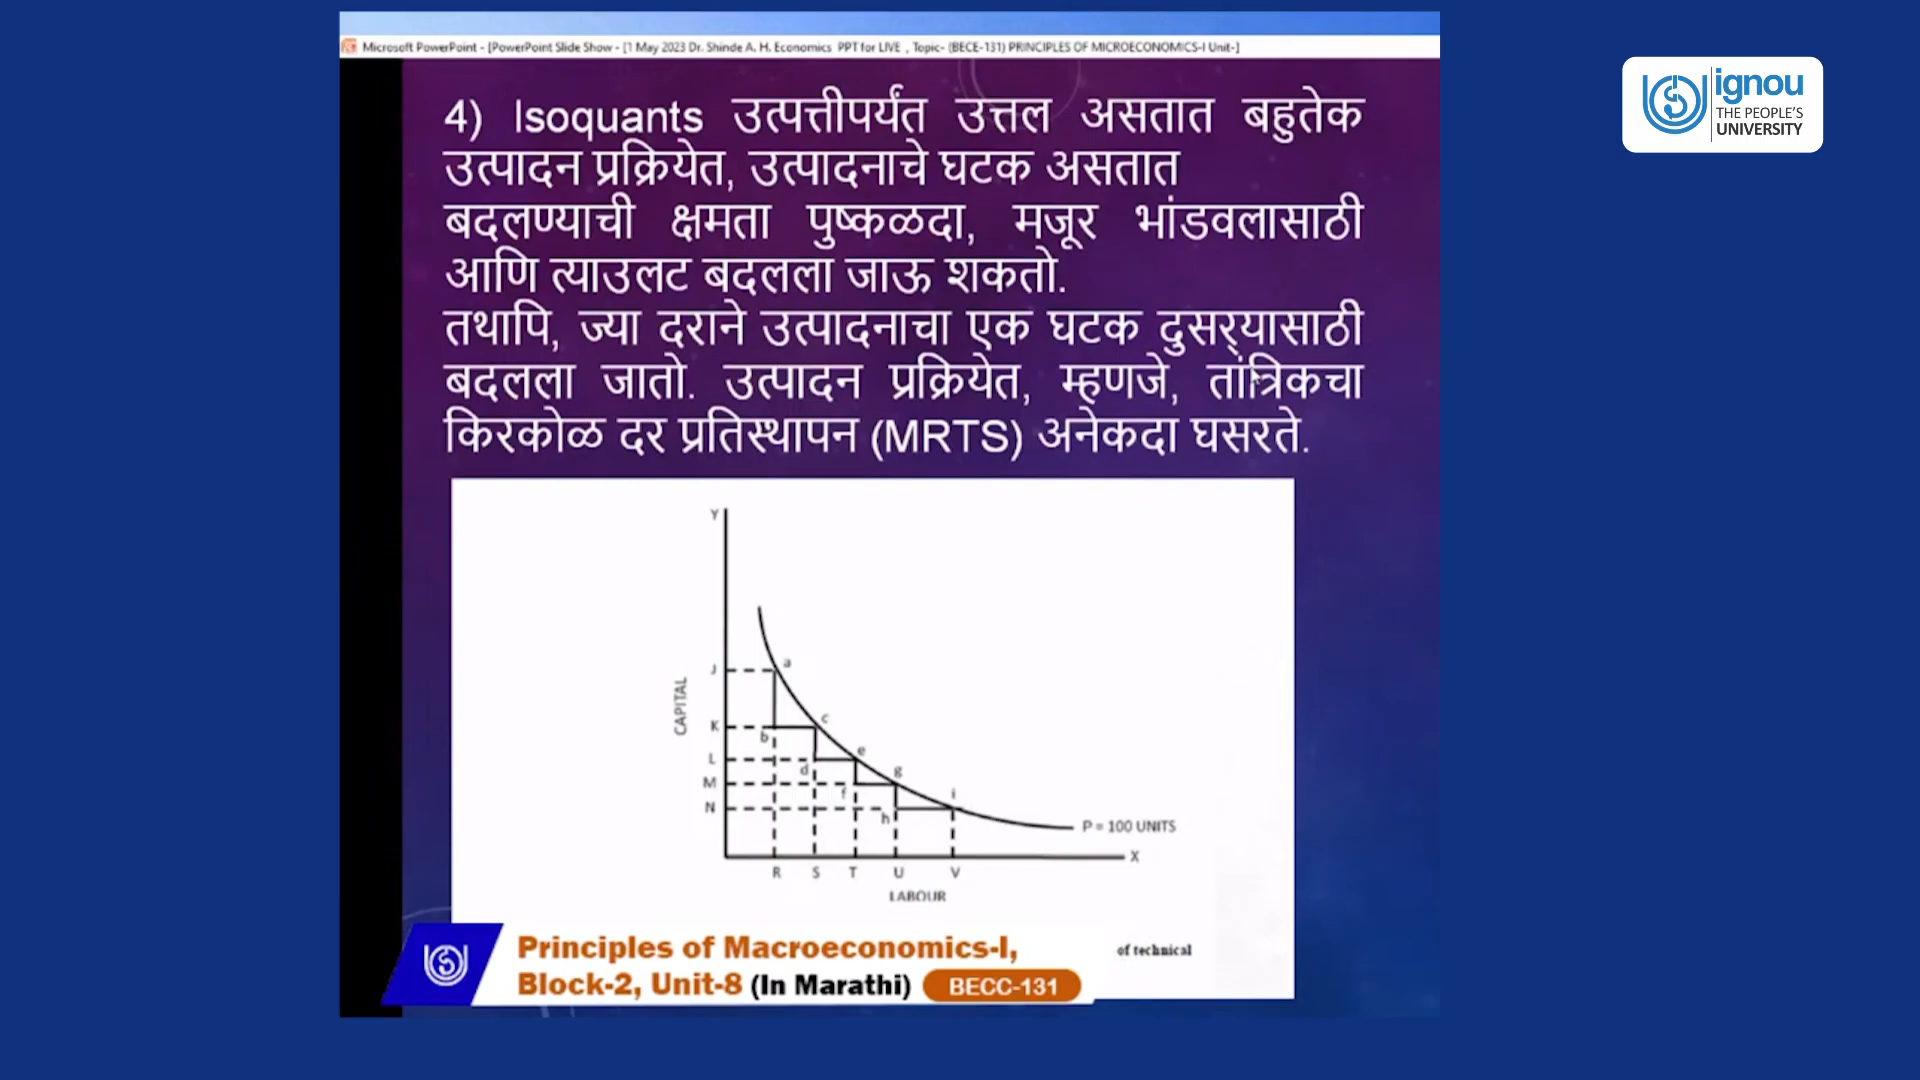 Microsoft PowerPoint - [PowerPoint Slide Show - [1 May 2023 Dr. Shinde A. H. Economics PPT for LIVE , Topic- (BECE-131) PRINCIPLES OF MICROECONOMICS-I Unit-]
ignou
THE PEOPLE'S
UNIVERSITY
4) Isoquants उत्पत्तीपर्यंत उत्तल असतात बहुतेक
उत्पादन प्रक्रियेत, उत्पादनाचे घटक असतात
बदलण्याची क्षमता पुष्कळदा, मजूर भांडवलासाठी
आणि त्याउलट बदलला जाऊ शकतो.
तथापि, ज्या दराने उत्पादनाचा एक घटक दुसर्‍यासाठी
बदलला जातो. उत्पादन प्रक्रियेत, म्हणजे, तांत्रिकचा
किरकोळ दर प्रतिस्थापन (MRTS) अनेकदा घसरते.
Y
J
a
CAPITAL
K
c
b
L
e
d
M
g
f
i
N
h
P = 100 UNITS
X
R S T U V
LABOUR
of technical
Principles of Macroeconomics-I,
Block-2, Unit-8 (In Marathi) BECC-131